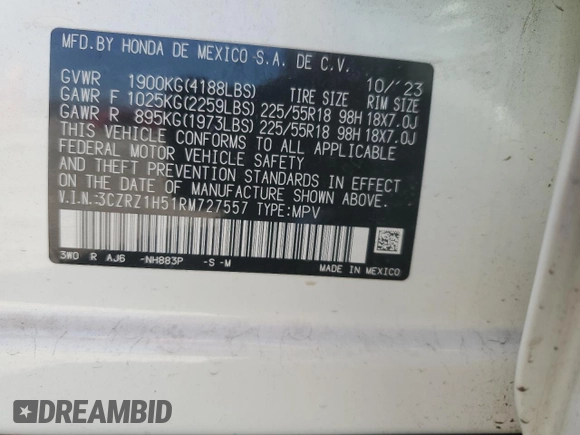 MFD.BY HONDA DE MEXICO S.A. DE C.V.
10/'23
GVWR 1900KG(4188LBS) TIRE SIZE RIM SIZE
GAWR F 1025KG(2259LBS) 225/55R18 98H 18X7.0J
GAWR R 895KG(1973LBS) 225/55R18 98H 18X7.0J
THIS VEHICLE CONFORMS TO ALL APPLICABLE
FEDERAL MOTOR VEHICLE SAFETY
AND THEFT PREVENTION STANDARDS IN EFFECT
ON THE DATE OF MANUFACTURE SHOWN ABOVE.
V.I.N.:3CZRZ1H51RM727557 TYPE:MPV
3WO R AJ6 -NH883P -S -M
MADE IN MEXICO
DREAMBID